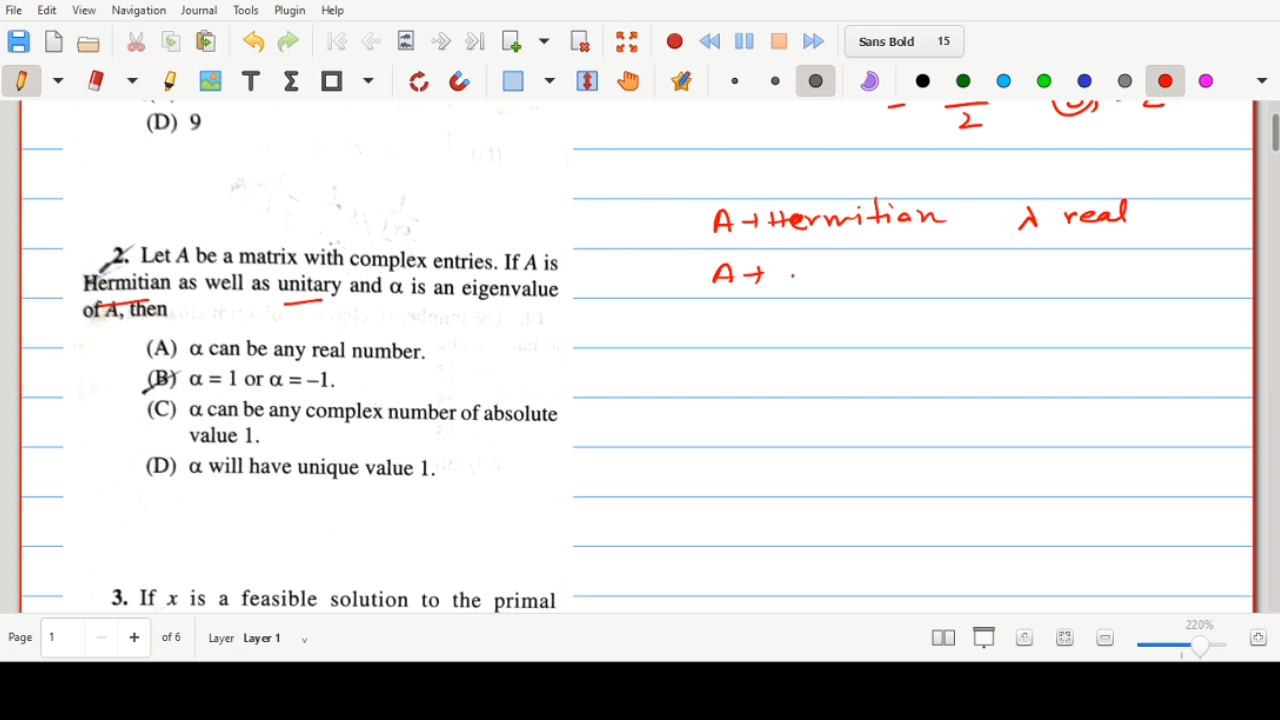 File Edit View Navigation Journal Tools Plugin Help
Sans Bold 15
(D) 9
2
A → Hermitian λ real
A →
2. Let A be a matrix with complex entries. If A is
Hermitian as well as unitary and α is an eigenvalue
of A, then
(A) α can be any real number.
(B) α = 1 or α = –1.
(C) α can be any complex number of absolute
value 1.
(D) α will have unique value 1.
3. If x is a feasible solution to the primal
Page 1 of 6 Layer Layer 1 220%